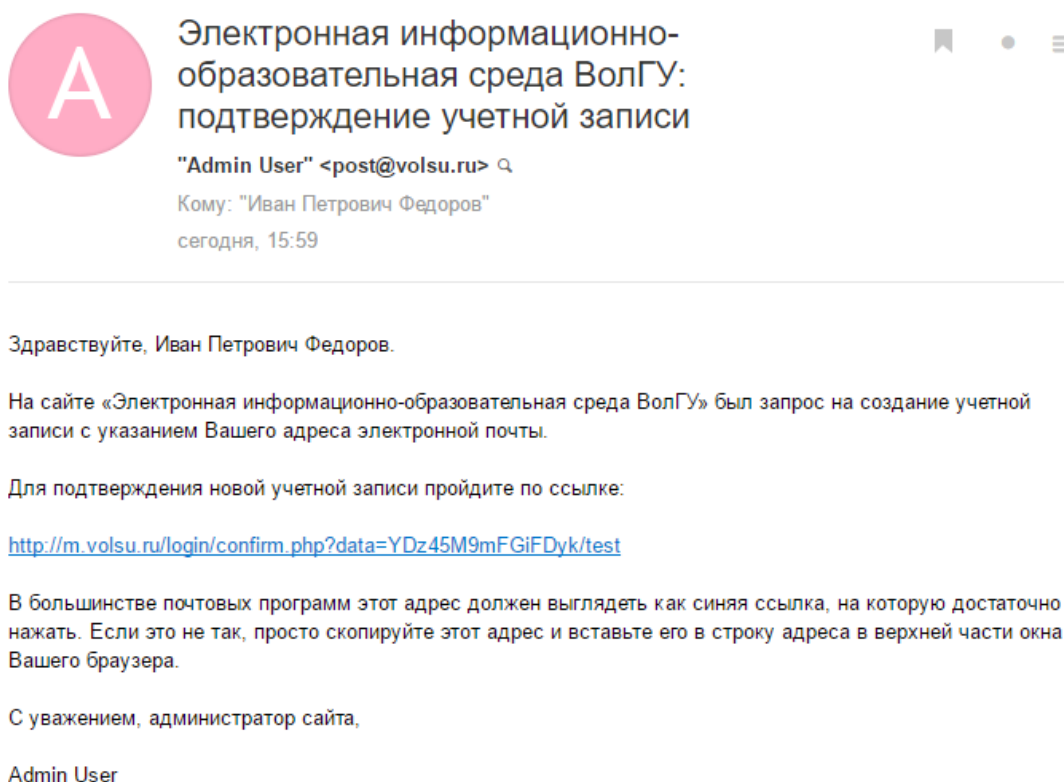 А
Электронная информационно-
образовательная среда ВолГУ:
подтверждение учетной записи
"Admin User" <post@volsu.ru>
Кому: "Иван Петрович Федоров"
сегодня, 15:59
Здравствуйте, Иван Петрович Федоров.
На сайте «Электронная информационно-образовательная среда ВолГУ» был запрос на создание учетной
записи с указанием Вашего адреса электронной почты.
Для подтверждения новой учетной записи пройдите по ссылке:
http://m.volsu.ru/login/confirm.php?data=YDz45M9mFGiFDyk/test
В большинстве почтовых программ этот адрес должен выглядеть как синяя ссылка, на которую достаточно
нажать. Если это не так, просто скопируйте этот адрес и вставьте его в строку адреса в верхней части окна
Вашего браузера.
С уважением, администратор сайта,
Admin User